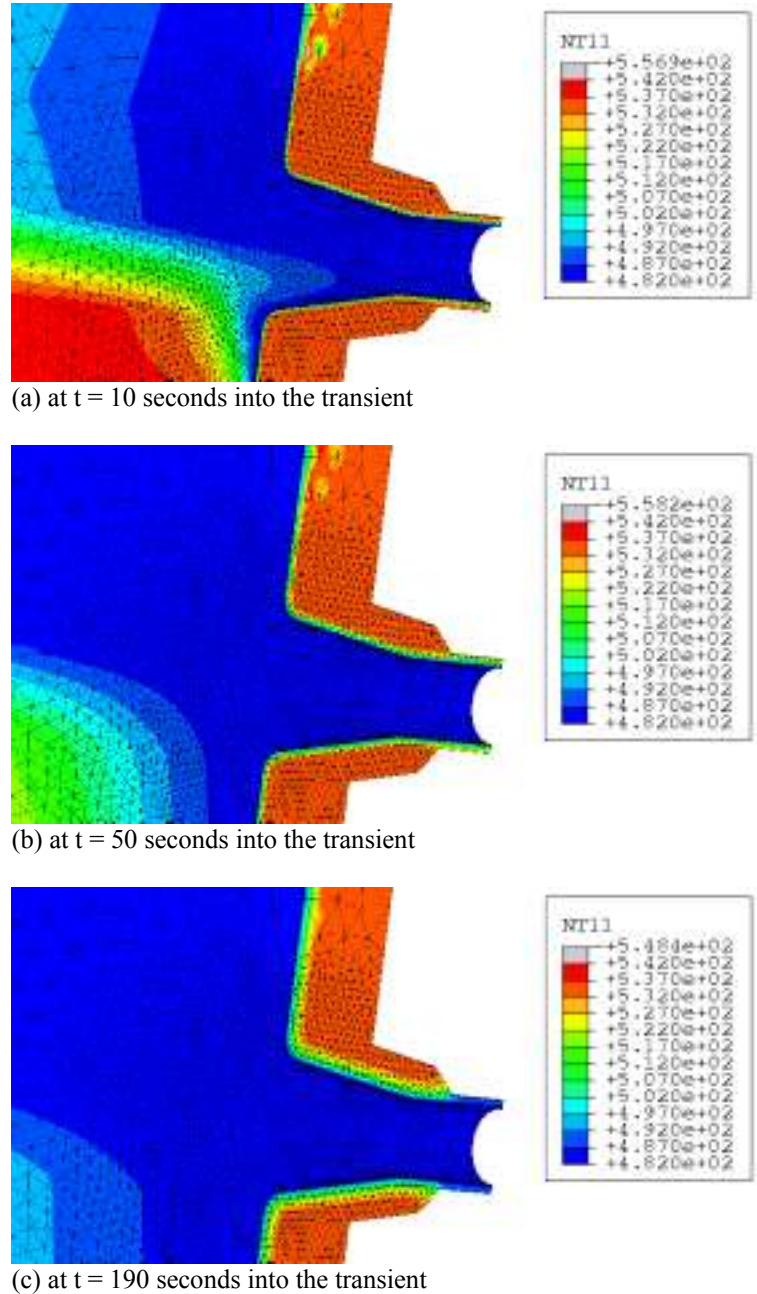 NT11
+5.569e+02
+5.420e+02
+5.370e+02
+5.320e+02
+5.270e+02
+5.220e+02
+5.170e+02
+5.120e+02
+5.070e+02
+5.020e+02
+4.970e+02
+4.920e+02
+4.870e+02
+4.820e+02
(a) at t = 10 seconds into the transient
NT11
+5.582e+02
+5.420e+02
+5.370e+02
+5.320e+02
+5.270e+02
+5.220e+02
+5.170e+02
+5.120e+02
+5.070e+02
+5.020e+02
+4.970e+02
+4.920e+02
+4.870e+02
+4.820e+02
(b) at t = 50 seconds into the transient
NT11
+5.484e+02
+5.420e+02
+5.370e+02
+5.320e+02
+5.270e+02
+5.220e+02
+5.170e+02
+5.120e+02
+5.070e+02
+5.020e+02
+4.970e+02
+4.920e+02
+4.870e+02
+4.820e+02
(c) at t = 190 seconds into the transient